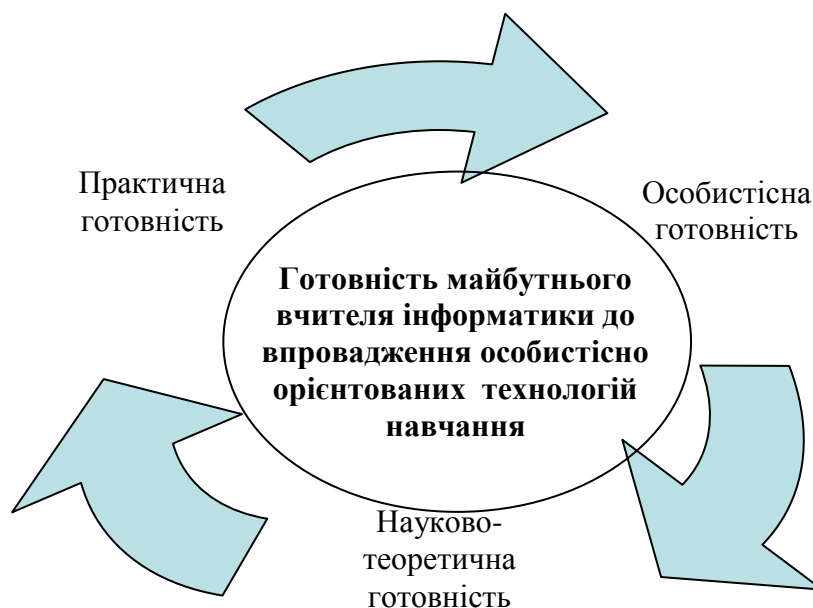 Практична
готовність
Особистісна
готовність
Готовність майбутнього
вчителя інформатики до
впровадження особистісно
орієнтованих технологій
навчання
Науково-
теоретична
готовність